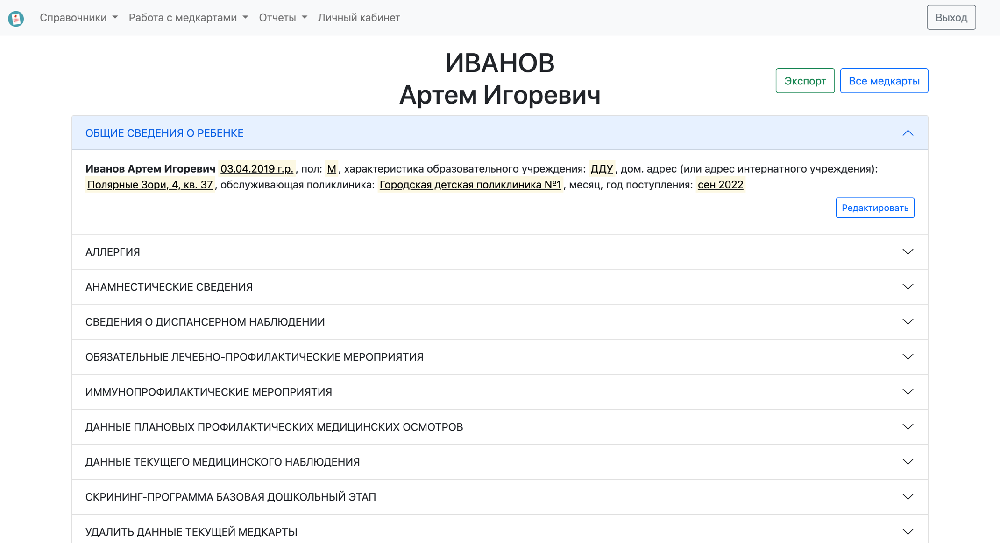 Справочники Работа с медкартами Отчеты Личный кабинет Выход
ИВАНОВ
Артем Игоревич
Экспорт Все медкарты
ОБЩИЕ СВЕДЕНИЯ О РЕБЕНКЕ
Иванов Артем Игоревич 03.04.2019 г.р. , пол: М , характеристика образовательного учреждения: ДДУ , дом. адрес (или адрес интернатного учреждения):
Полярные Зори, 4, кв. 37 , обслуживающая поликлиника: Городская детская поликлиника №1 , месяц, год поступления: сен 2022
Редактировать
АЛЛЕРГИЯ
АНАМНЕСТИЧЕСКИЕ СВЕДЕНИЯ
СВЕДЕНИЯ О ДИСПАНСЕРНОМ НАБЛЮДЕНИИ
ОБЯЗАТЕЛЬНЫЕ ЛЕЧЕБНО-ПРОФИЛАКТИЧЕСКИЕ МЕРОПРИЯТИЯ
ИММУНОПРОФИЛАКТИЧЕСКИЕ МЕРОПРИЯТИЯ
ДАННЫЕ ПЛАНОВЫХ ПРОФИЛАКТИЧЕСКИХ МЕДИЦИНСКИХ ОСМОТРОВ
ДАННЫЕ ТЕКУЩЕГО МЕДИЦИНСКОГО НАБЛЮДЕНИЯ
СКРИНИНГ-ПРОГРАММА БАЗОВАЯ ДОШКОЛЬНЫЙ ЭТАП
УДАЛИТЬ ДАННЫЕ ТЕКУЩЕЙ МЕДКАРТЫ